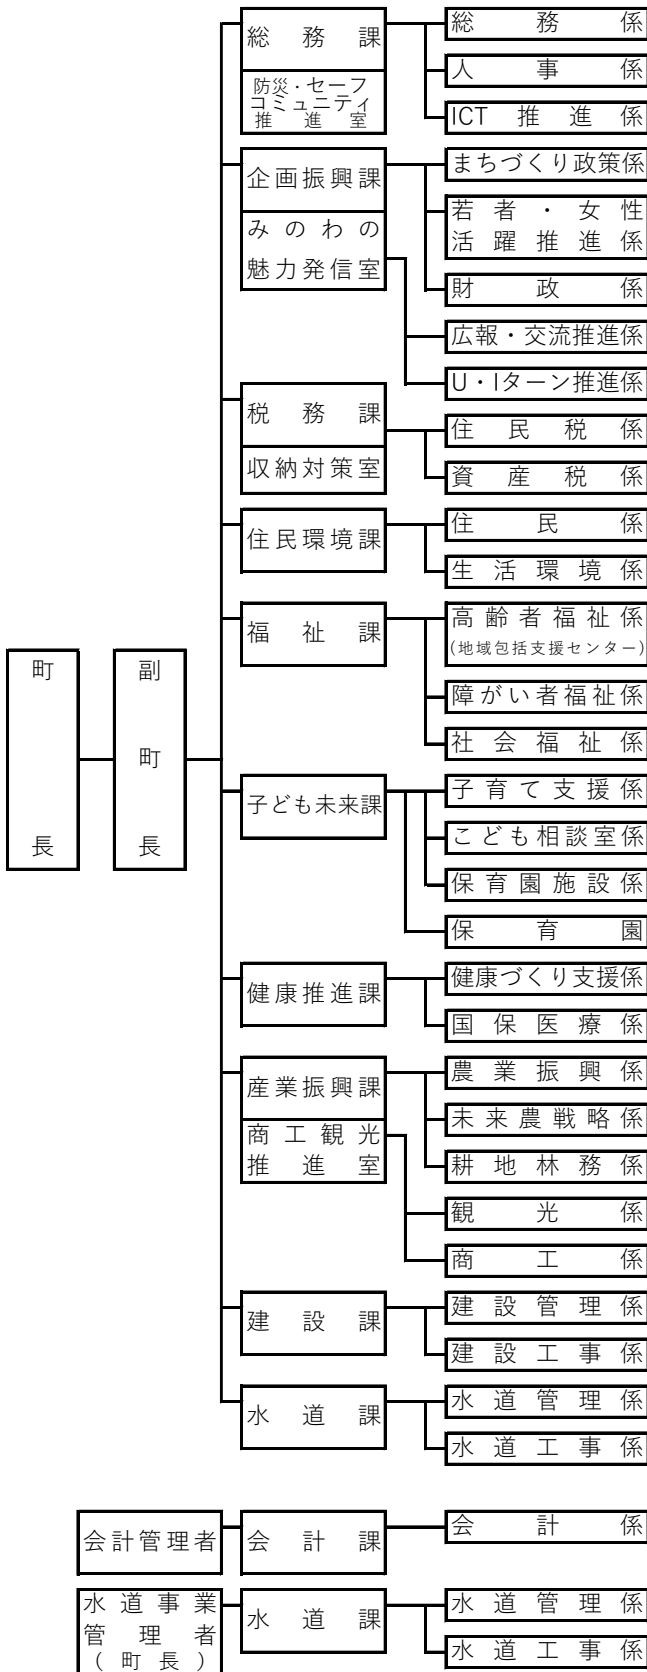 総務課
防災・セーフ
コミュニティ
推進室
総務係
人事係
ICT推進係
企画振興課
みのわの
魅力発信室
まちづくり政策係
若者・女性
活躍推進係
財政係
広報・交流推進係
U・Iターン推進係
税務課
収納対策室
住民税係
資産税係
住民環境課
住民係
生活環境係
福祉課
高齢者福祉係
(地域包括支援センター)
障がい者福祉係
社会福祉係
町長
副町長
子ども未来課
子育て支援係
こども相談室係
保育園施設係
保育園
健康推進課
健康づくり支援係
国保医療係
産業振興課
商工観光
推進室
農業振興係
未来農戦略係
耕地林務係
観光係
商工係
建設課
建設管理係
建設工事係
水道課
水道管理係
水道工事係
会計管理者
会計課
会計係
水道事業
管理者
(町長)
水道課
水道管理係
水道工事係